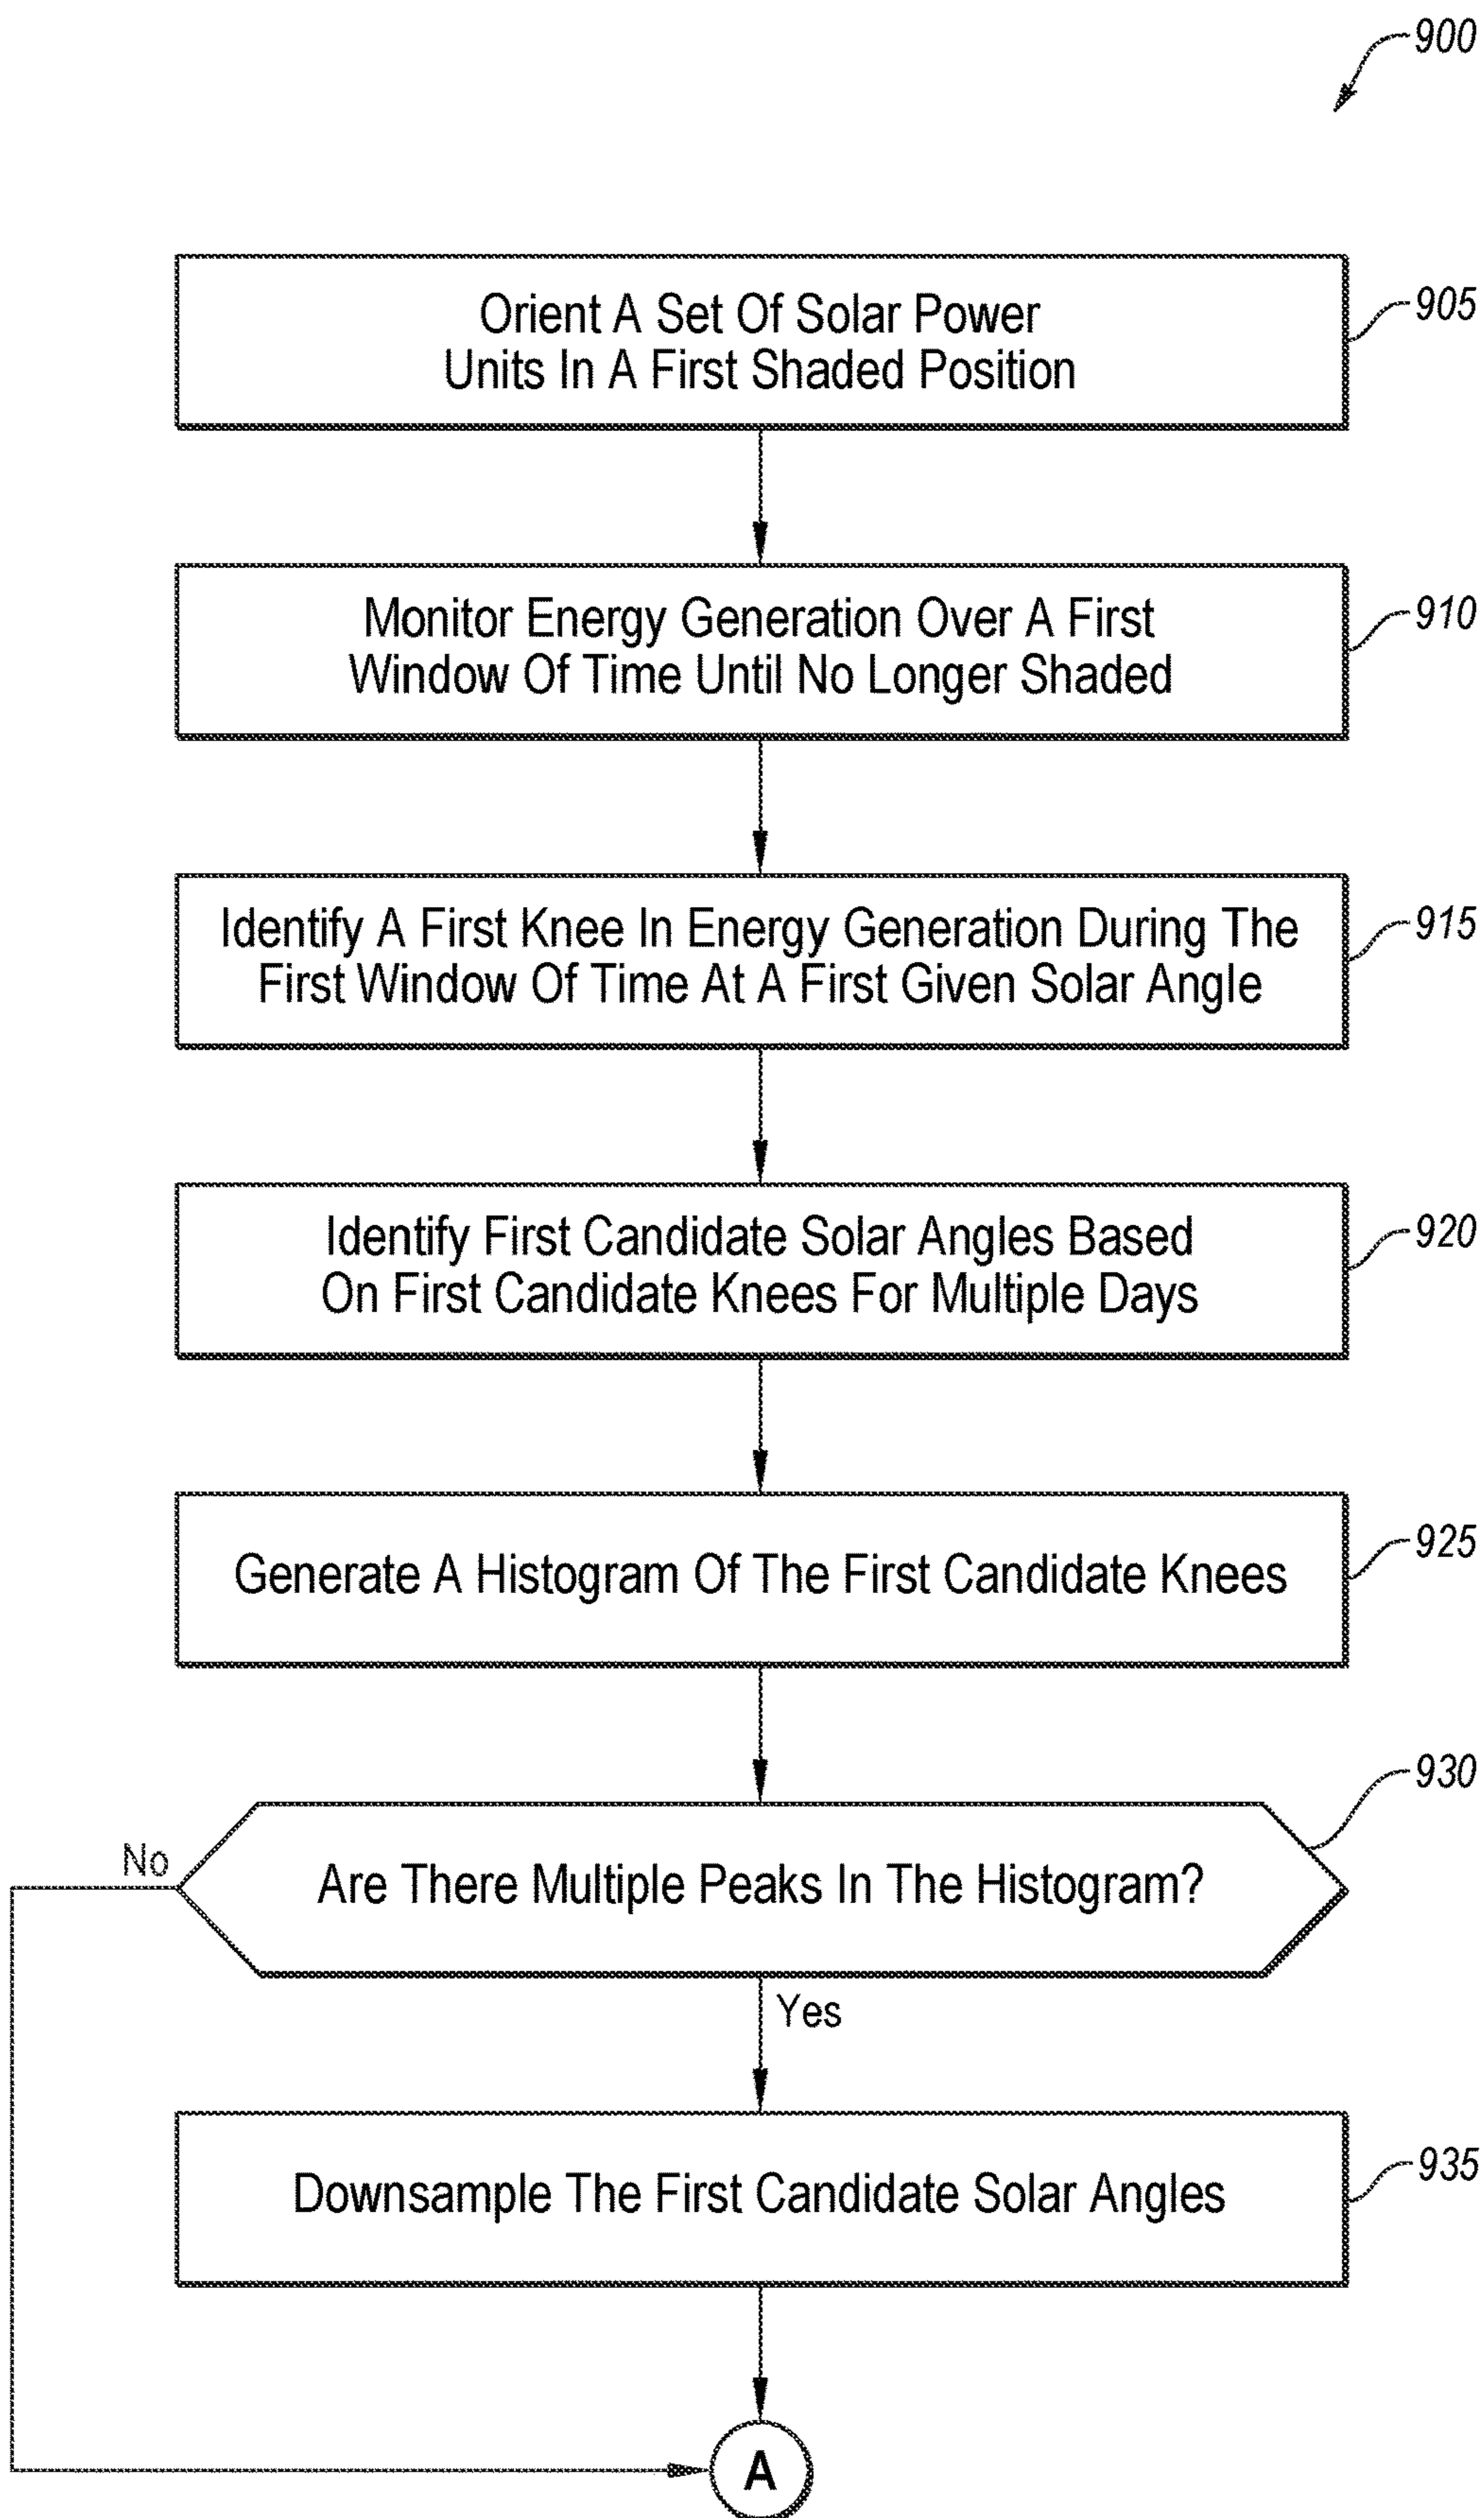 900
Orient A Set Of Solar Power
Units In A First Shaded Position
905
Monitor Energy Generation Over A First
Window Of Time Until No Longer Shaded
910
Identify A First Knee In Energy Generation During The
First Window Of Time At A First Given Solar Angle
915
Identify First Candidate Solar Angles Based
On First Candidate Knees For Multiple Days
920
Generate A Histogram Of The First Candidate Knees
925
Are There Multiple Peaks In The Histogram?
930
No
Yes
Downsample The First Candidate Solar Angles
935
A